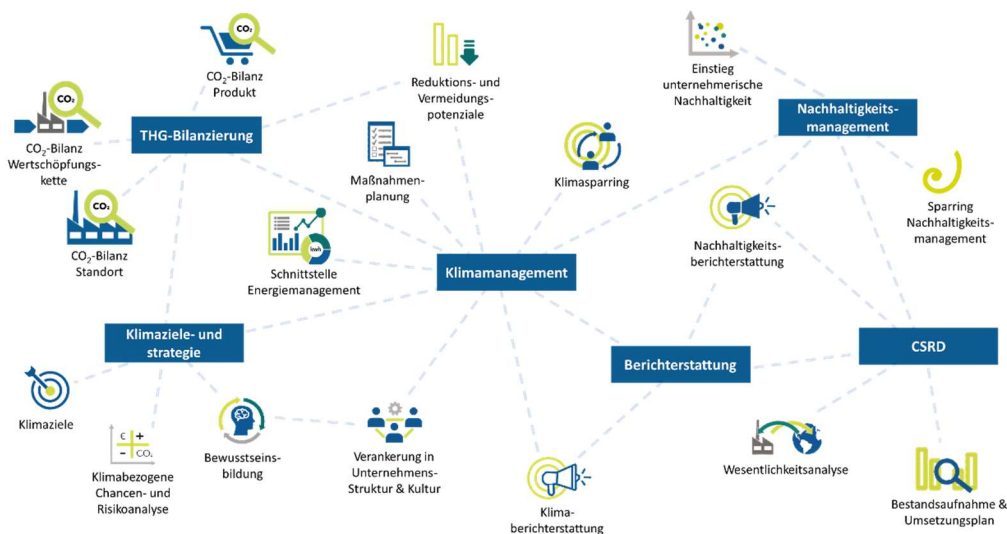 CO₂
CO₂-Bilanz
Produkt
Reduktions- und
Vermeidungs-
potenziale
Einstieg
unternehmerische
Nachhaltigkeit
CO₂
CO₂-Bilanz
Wertschöpfungs-
kette
THG-Bilanzierung
Nachhaltigkeits-
management
Maßnahmen-
planung
Klimasparring
CO₂
CO₂-Bilanz
Standort
Sparring
Nachhaltigkeits-
management
kwh
Schnittstelle
Energiemanagement
Klimamanagement
Nachhaltigkeits-
berichterstattung
Klimaziele- und
strategie
Berichterstattung
CSRD
Klimaziele
€ +
- CO₂
Klimabezogene
Chancen- und
Risikoanalyse
Bewusstseins-
bildung
Verankerung in
Unternehmens-
Struktur & Kultur
Klima-
berichterstattung
Wesentlichkeitsanalyse
Bestandsaufnahme &
Umsetzungsplan